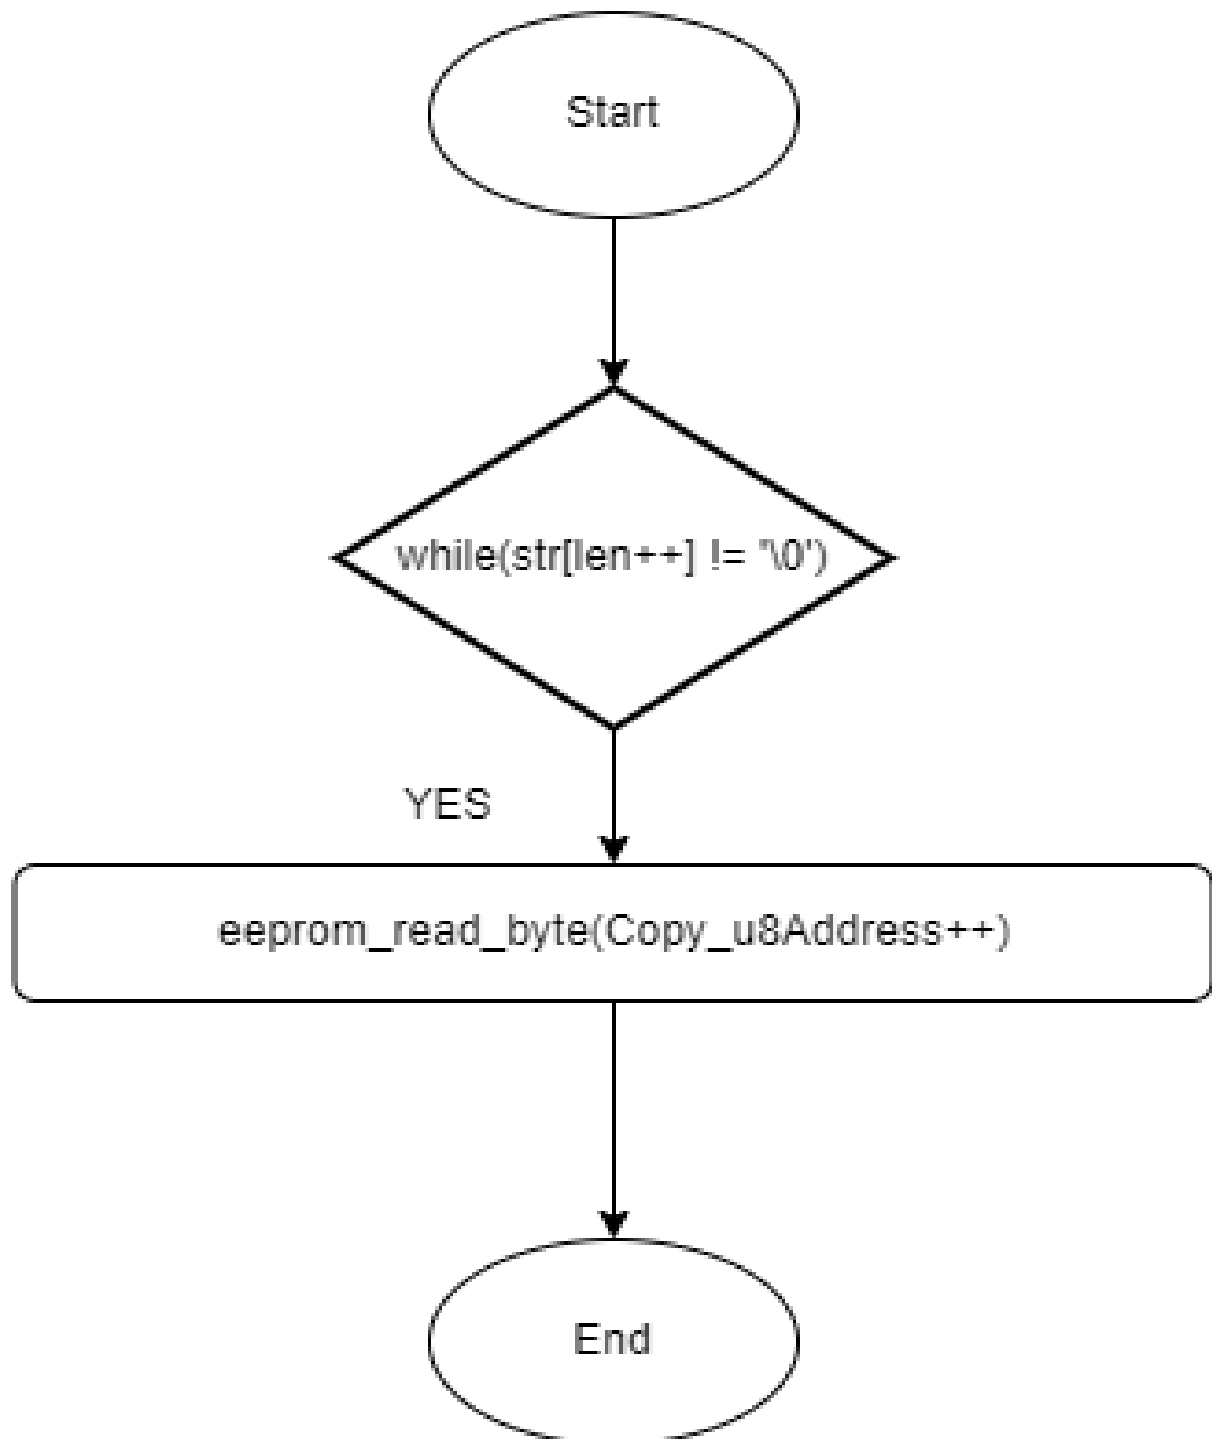 Start
while(str[len++] != '\0')
YES
eeprom_read_byte(Copy_u8Address++)
End